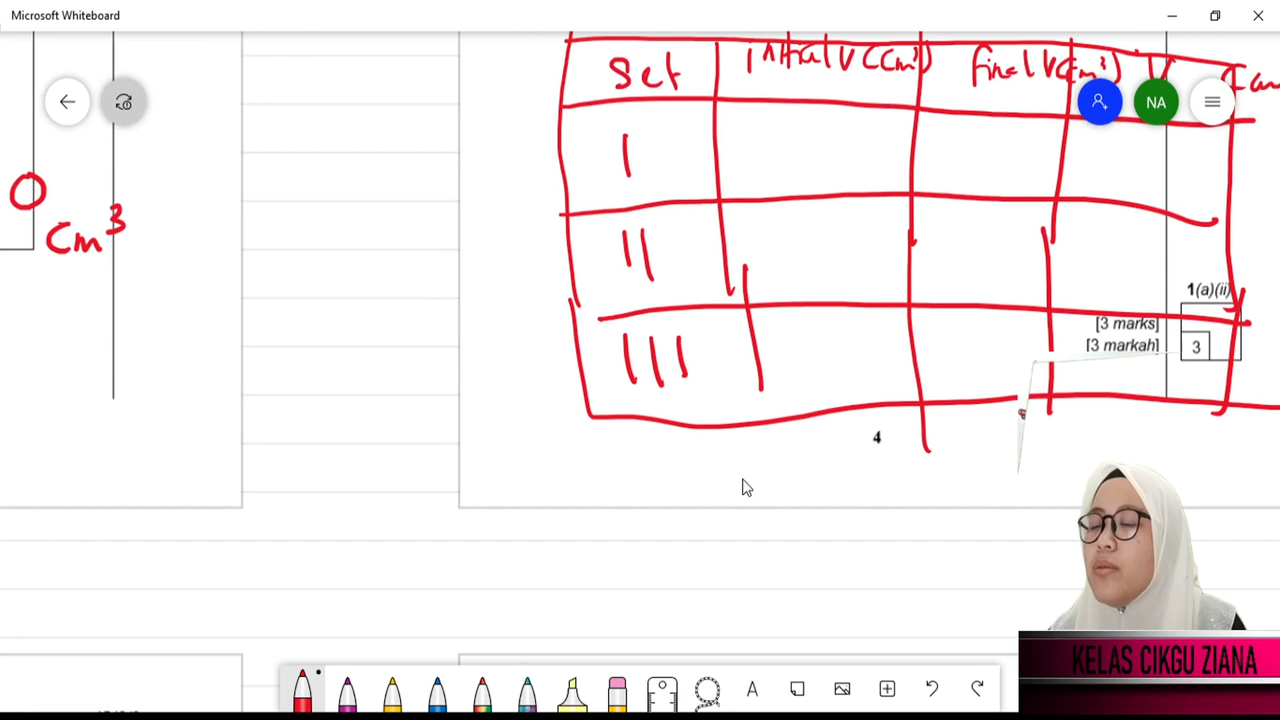 Microsoft Whiteboard
Set initial V (cm³) final V (cm³) V
NA
I
II
III
0
cm³
1(a)(ii)
[3 marks]
[3 markah]
3
4
KELAS CIKGU ZIANA